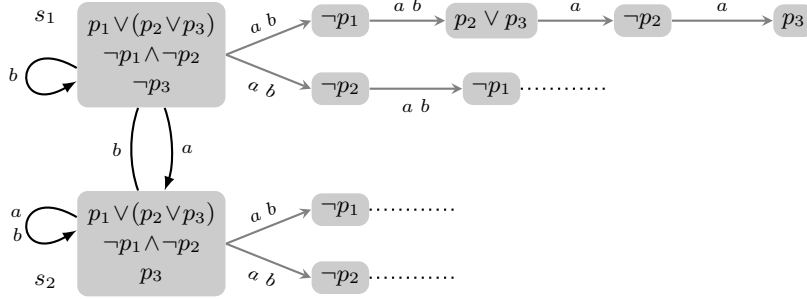 s₁
p₁∨(p₂∨p₃)
¬p₁∧¬p₂
¬p₃
b
a b
¬p₁
a b
p₂ ∨ p₃
a
¬p₂
a
p₃
a b
¬p₂
a b
¬p₁ ...........
b
a
a
b
s₂
p₁∨(p₂∨p₃)
¬p₁∧¬p₂
p₃
a b
¬p₁ ...........
a b
¬p₂ ...........